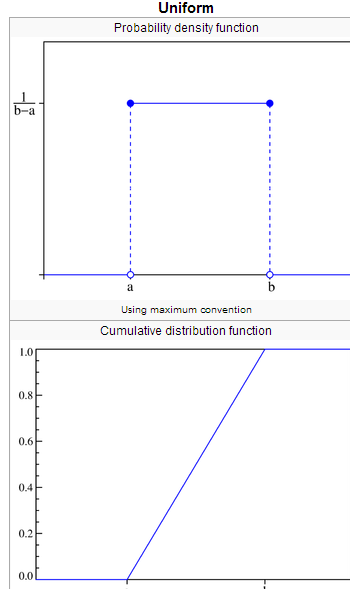 Uniform
Probability density function
1
b−a
a b
Using maximum convention
Cumulative distribution function
1.0
0.8
0.6
0.4
0.2
0.0